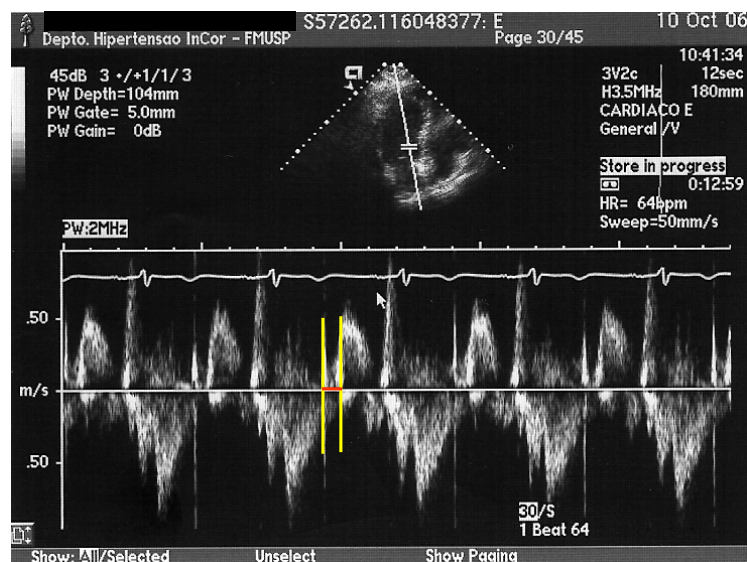 S57262.116048377: E 10 Oct 06
Depto. Hipertensao InCor - FMUSP Page 30/45
10:41:34
45dB 3 •/+1/1/3
PW Depth=104mm
PW Gate= 5.0mm
PW Gain= 0dB
3V2c 12sec
H3.5MHz 180mm
CARDIACO E
General /V
Store in progress
0:12:59
HR= 64bpm
Sweep=50mm/s
PW:2MHz
.50
m/s
.50
30/S
1 Beat 64
Show: All/Selected Unselect Show Paging